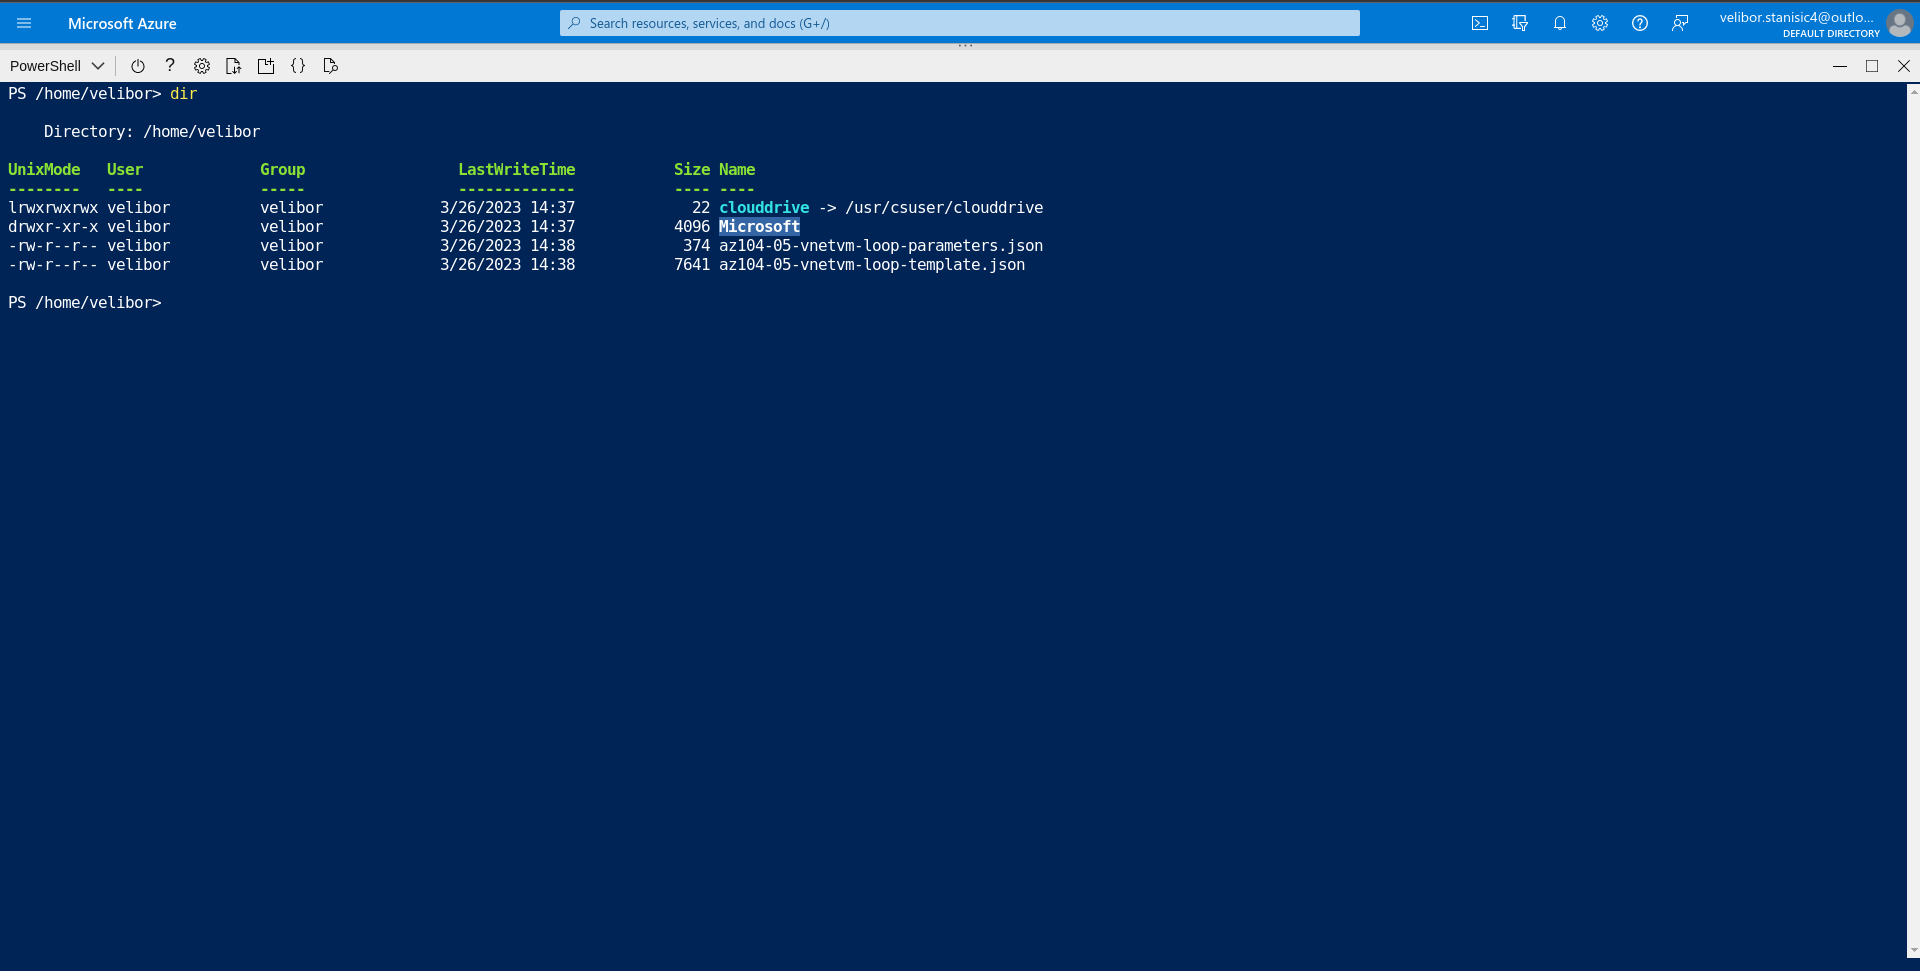 Microsoft Azure
Search resources, services, and docs (G+/)
velibor.stanisic4@outlo...
DEFAULT DIRECTORY
PowerShell
PS /home/velibor> dir
    Directory: /home/velibor
UnixMode   User             Group                 LastWriteTime           Size Name
--------   ----             -----                 -------------           ---- ----
lrwxrwxrwx velibor          velibor             3/26/2023 14:37             22 clouddrive -> /usr/csuser/clouddrive
drwxr-xr-x velibor          velibor             3/26/2023 14:37           4096 Microsoft
-rw-r--r-- velibor          velibor             3/26/2023 14:38            374 az104-05-vnetvm-loop-parameters.json
-rw-r--r-- velibor          velibor             3/26/2023 14:38           7641 az104-05-vnetvm-loop-template.json
PS /home/velibor>